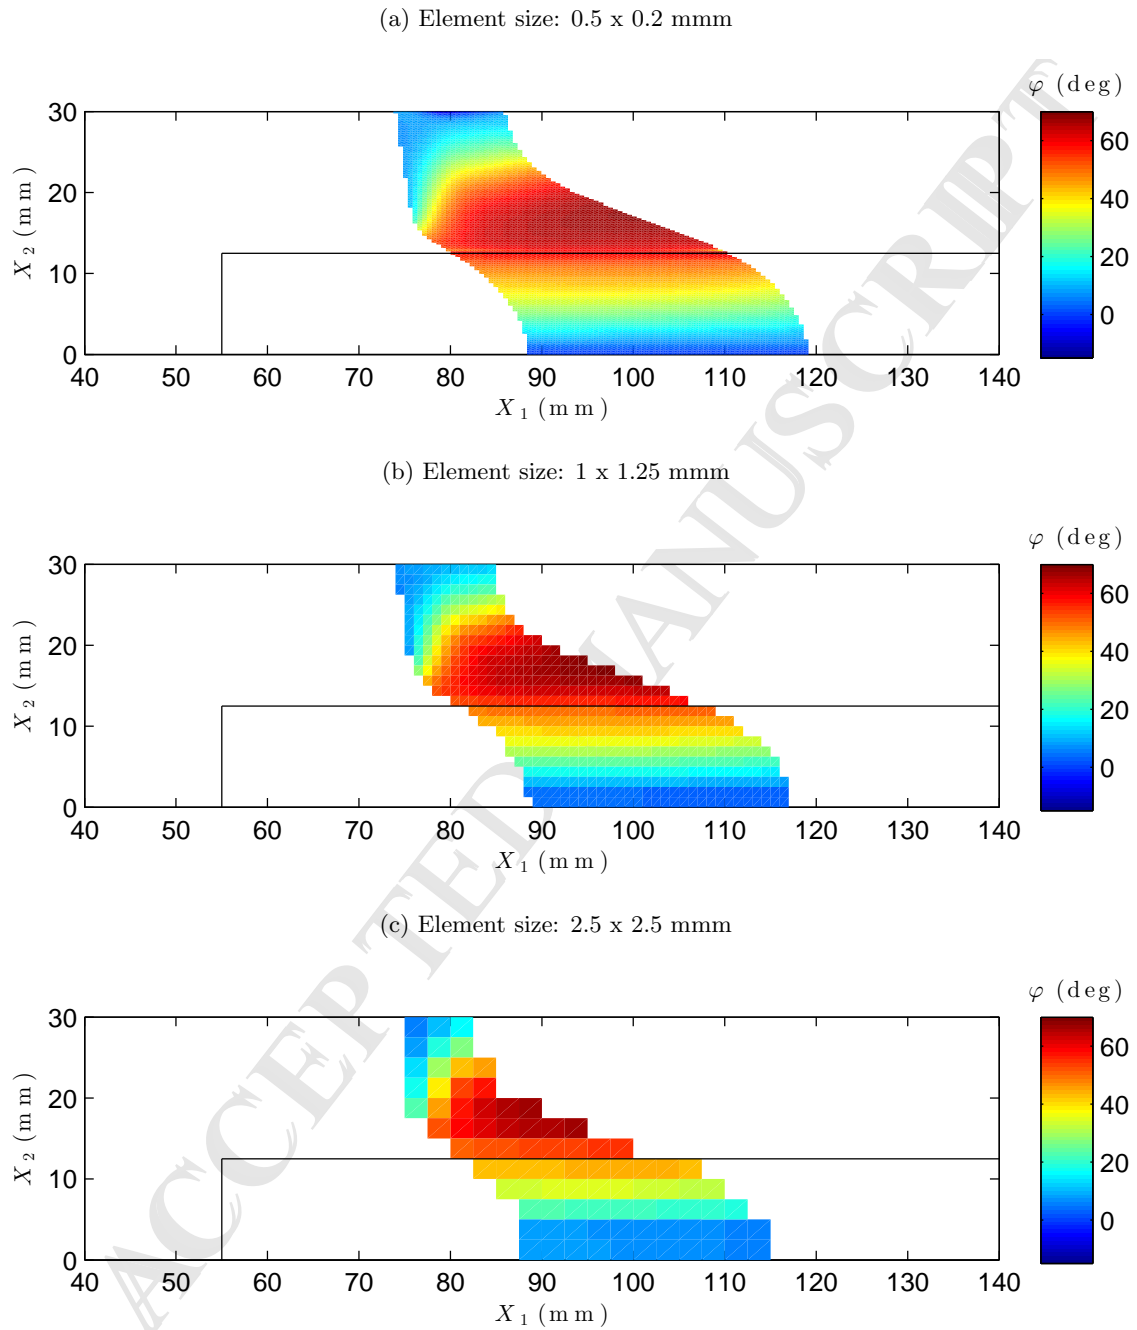 (a) Element size: 0.5 x 0.2 mmm
φ (deg)
30
20
10
0
X₂ (mm)
60
40
20
0
40 50 60 70 80 90 100 110 120 130 140
X₁ (mm)
(b) Element size: 1 x 1.25 mmm
φ (deg)
30
20
10
0
X₂ (mm)
60
40
20
0
40 50 60 70 80 90 100 110 120 130 140
X₁ (mm)
(c) Element size: 2.5 x 2.5 mmm
φ (deg)
30
20
10
0
X₂ (mm)
60
40
20
0
40 50 60 70 80 90 100 110 120 130 140
X₁ (mm)
ACCEPTED MANUSCRIPT